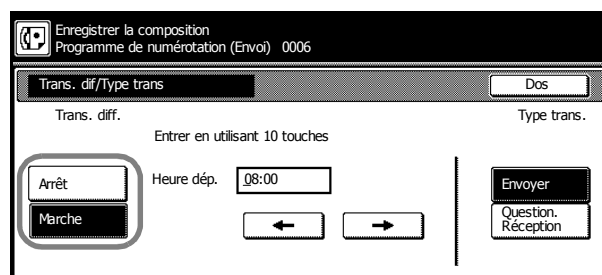 Enregistrer la composition
Programme de numérotation (Envoi) 0006
Trans. dif/Type trans
Dos
Trans. diff.
Type trans.
Entrer en utilisant 10 touches
Arrêt
Heure dép.
08:00
Envoyer
Marche
Question.
Réception